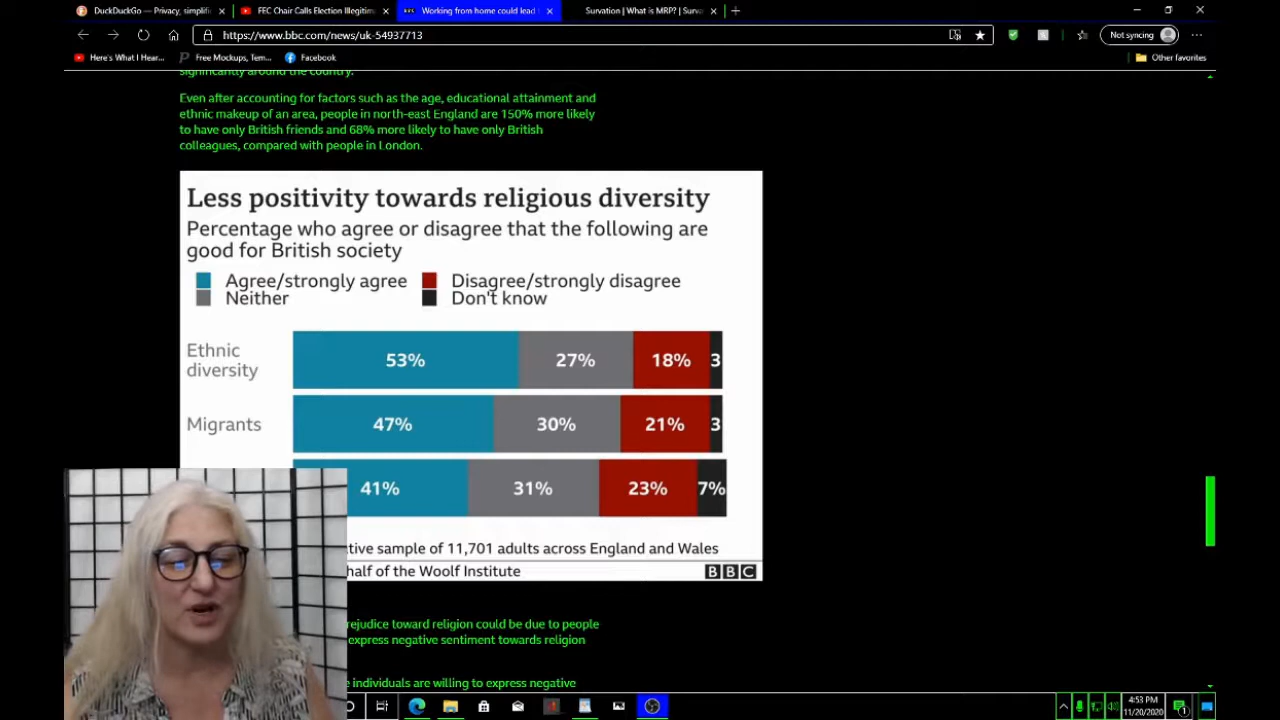 DuckDuckGo — Privacy, simplifi
FEC Chair Calls Election Illegitim
Working from home could lead
Survation | What is MRP? | Surva
https://www.bbc.com/news/uk-54937713
Not syncing
Here's What I Hear...
Free Mockups, Tem...
Facebook
Other favorites
significantly around the country.
Even after accounting for factors such as the age, educational attainment and
ethnic makeup of an area, people in north-east England are 150% more likely
to have only British friends and 68% more likely to have only British
colleagues, compared with people in London.
Less positivity towards religious diversity
Percentage who agree or disagree that the following are
good for British society
Agree/strongly agree
Disagree/strongly disagree
Neither
Don't know
Ethnic
diversity
53% 27% 18% 3
Migrants 47% 30% 21% 3
41% 31% 23% 7%
tive sample of 11,701 adults across England and Wales
half of the Woolf Institute
BBC
rejudice toward religion could be due to people
express negative sentiment towards religion
e individuals are willing to express negative
4:53 PM
11/20/2020
1